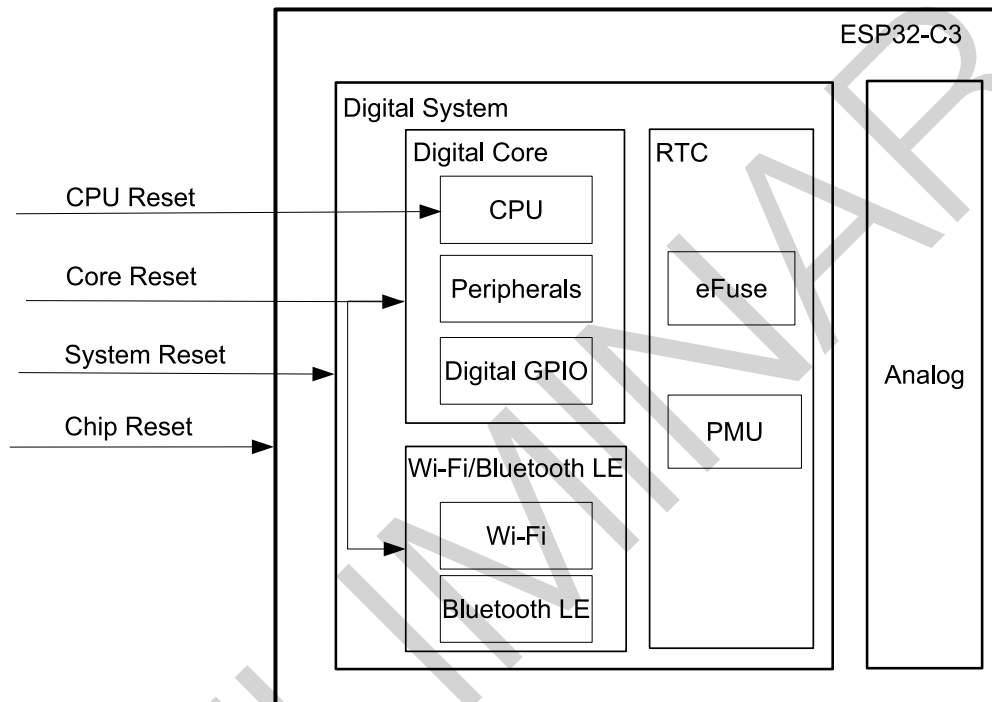 ESP32-C3
Digital System
Digital Core
RTC
CPU Reset
CPU
Core Reset
Peripherals
eFuse
System Reset
Digital GPIO
Analog
Chip Reset
PMU
Wi-Fi/Bluetooth LE
Wi-Fi
Bluetooth LE